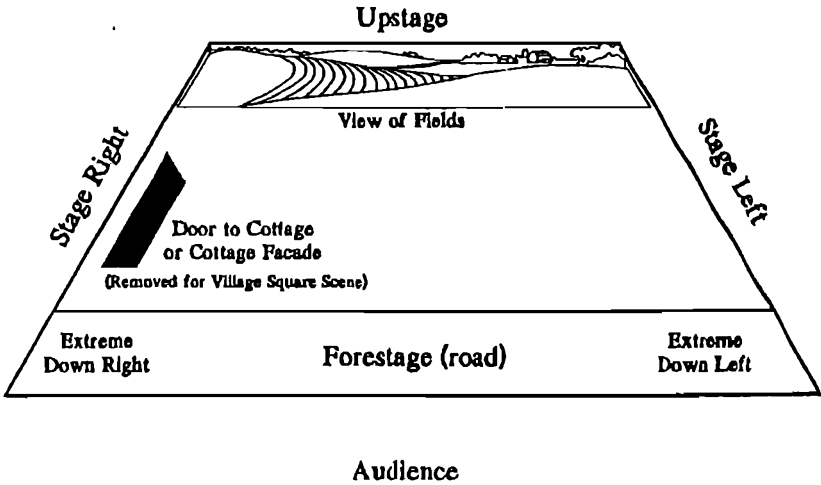 Upstage
View of Fields
Stage Right
Stage Left
Door to Cottage
or Cottage Facade
(Removed for Village Square Scene)
Extreme
Down Right
Forestage (road)
Extreme
Down Left
Audience